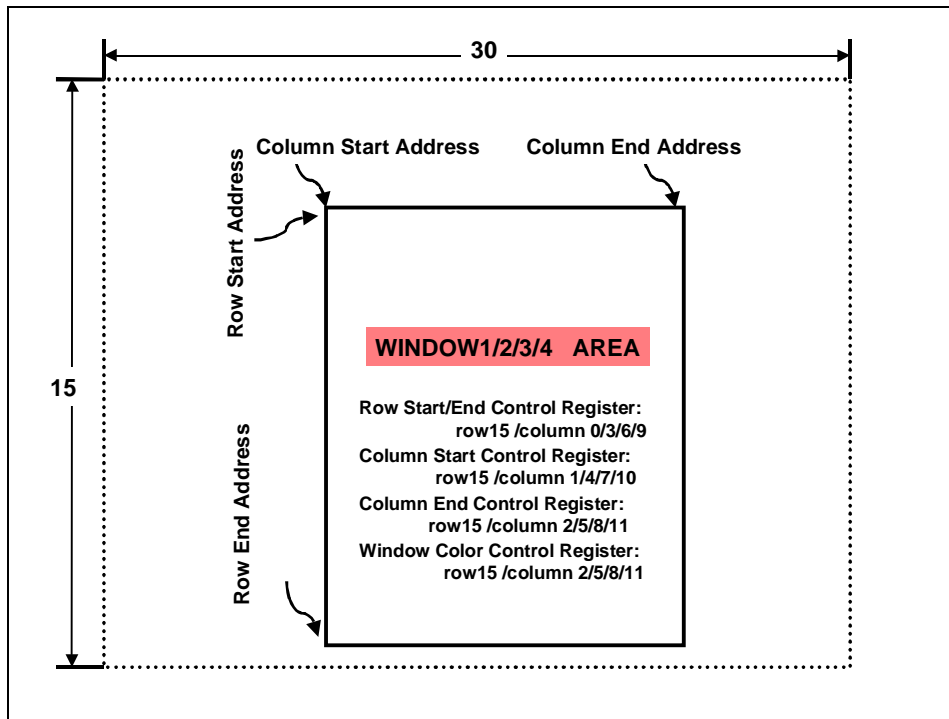 30
Column Start Address
Column End Address
Row Start Address
WINDOW1/2/3/4 AREA
15
Row Start/End Control Register:
row15 /column 0/3/6/9
Column Start Control Register:
row15 /column 1/4/7/10
Column End Control Register:
row15 /column 2/5/8/11
Window Color Control Register:
row15 /column 2/5/8/11
Row End Address